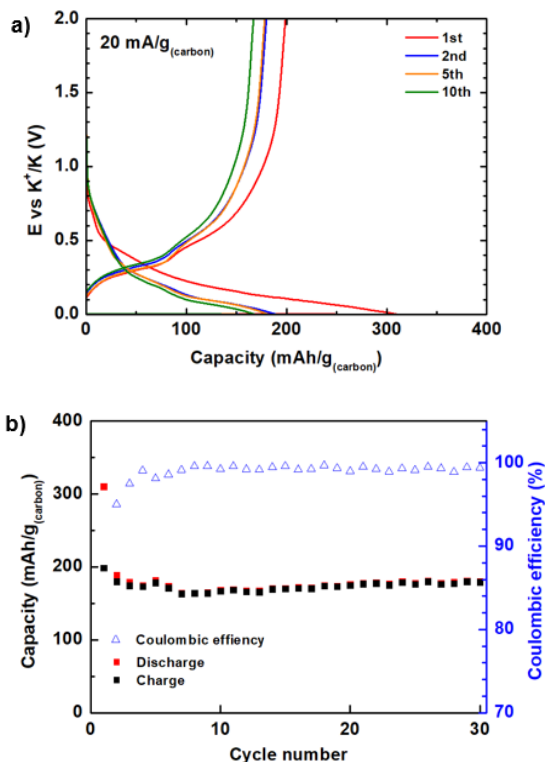 a)
20 mA/g(carbon)
1st
2nd
5th
10th
E vs K+/K (V)
2.0
1.5
1.0
0.5
0.0
0 100 200 300 400
Capacity (mAh/g(carbon))
b)
Capacity (mAh/g(carbon))
400
300
200
100
0
Coulombic effiency
Discharge
Charge
100
90
80
70
Coulombic efficiency (%)
0 10 20 30
Cycle number